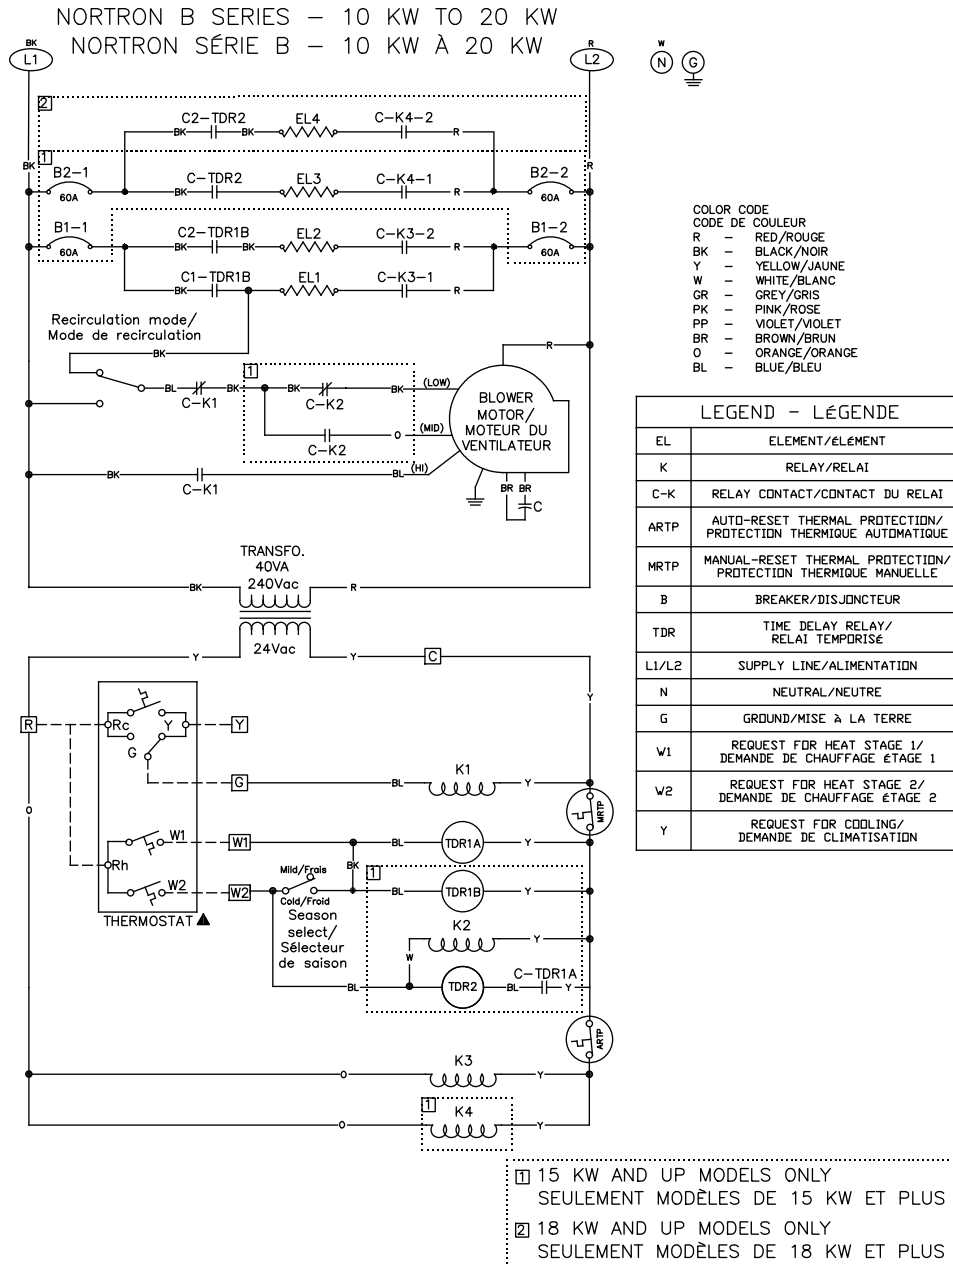 NORTRON B SERIES – 10 KW TO 20 KW
NORTRON SÉRIE B – 10 KW À 20 KW
BK
L1
R
L2
W
N
G
2
C2-TDR2
EL4
C-K4-2
BK
BK
R
1
BK
R
B2-1
60A
C-TDR2
EL3
C-K4-1
B2-2
60A
BK
R
B1-1
60A
C2-TDR1B
EL2
C-K3-2
B1-2
60A
BK
BK
R
C1-TDR1B
EL1
C-K3-1
BK
R
Recirculation mode/
Mode de recirculation
BK
BK
R
1
BL
C-K1
BK
BK
C-K2
BK
(LOW)
C-K2
O
(MID)
BK
C-K1
BL
(HI)
BLOWER
MOTOR/
MOTEUR DU
VENTILATEUR
BR
BR
C
TRANSFO.
40VA
240Vac
BK
R
24Vac
Y
Y
C
Y
R
Rc
Y
Y
G
G
BL
K1
Y
MRTP
O
W1
W1
BL
TDR1A
Y
Rh
BK
W2
W2
Mild/Frais
Cold/Froid
Season
select/
Sélecteur
de saison
THERMOSTAT
1
BL
TDR1B
Y
K2
Y
W
BL
TDR2
BL
C-TDR1A
Y
ARTP
K3
O
Y
1
K4
O
Y
COLOR CODE
CODE DE COULEUR
R – RED/ROUGE
BK – BLACK/NOIR
Y – YELLOW/JAUNE
W – WHITE/BLANC
GR – GREY/GRIS
PK – PINK/ROSE
PP – VIOLET/VIOLET
BR – BROWN/BRUN
O – ORANGE/ORANGE
BL – BLUE/BLEU
LEGEND – LÉGENDE
EL ELEMENT/ÉLÉMENT
K RELAY/RELAI
C-K RELAY CONTACT/CONTACT DU RELAI
ARTP AUTO-RESET THERMAL PROTECTION/
PROTECTION THERMIQUE AUTOMATIQUE
MRTP MANUAL-RESET THERMAL PROTECTION/
PROTECTION THERMIQUE MANUELLE
B BREAKER/DISJONCTEUR
TDR TIME DELAY RELAY/
RELAI TEMPORISÉ
L1/L2 SUPPLY LINE/ALIMENTATION
N NEUTRAL/NEUTRE
G GROUND/MISE à LA TERRE
W1 REQUEST FOR HEAT STAGE 1/
DEMANDE DE CHAUFFAGE ÉTAGE 1
W2 REQUEST FOR HEAT STAGE 2/
DEMANDE DE CHAUFFAGE ÉTAGE 2
Y REQUEST FOR COOLING/
DEMANDE DE CLIMATISATION
1 15 KW AND UP MODELS ONLY
SEULEMENT MODÈLES DE 15 KW ET PLUS
2 18 KW AND UP MODELS ONLY
SEULEMENT MODÈLES DE 18 KW ET PLUS